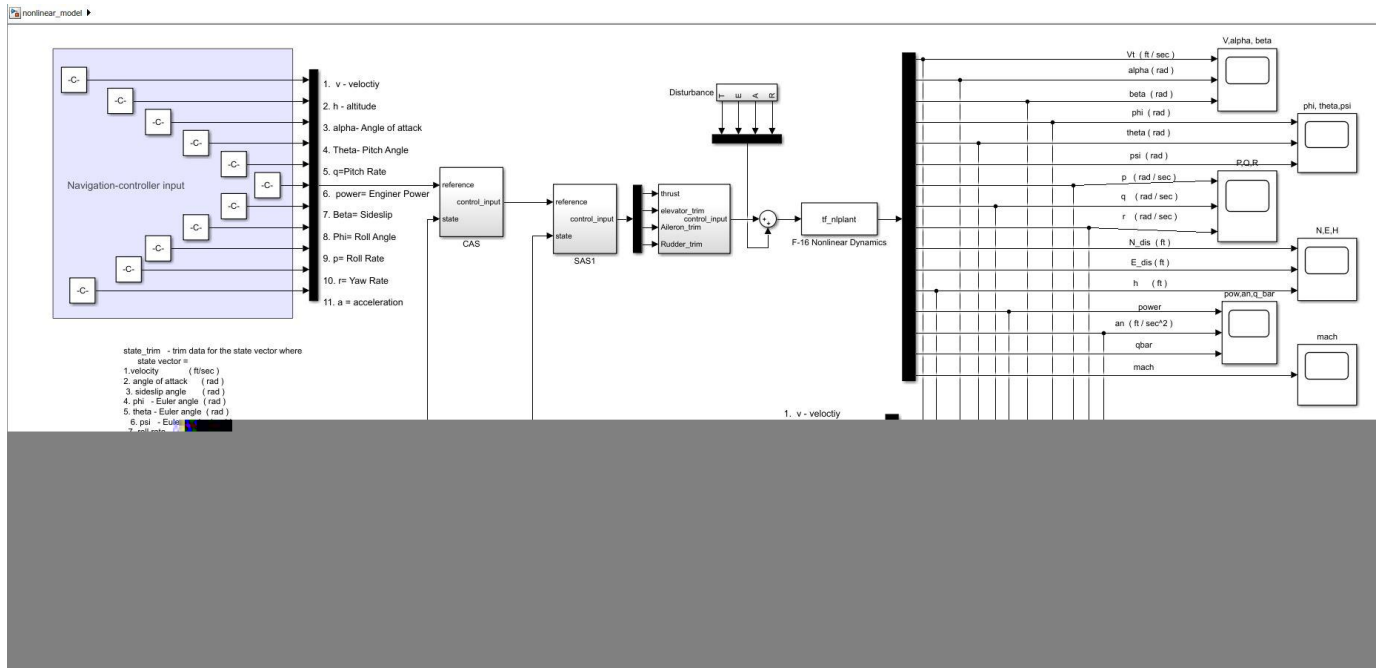 nonlinear_model
-C-
-C-
-C-
-C-
-C-
-C-
-C-
-C-
-C-
-C-
-C-
Navigation-controller input
1. v - veloctiy
2. h - altitude
3. alpha- Angle of attack
4. Theta- Pitch Angle
5. q=Pitch Rate
6. power= Enginer Power
7. Beta= Sideslip
8. Phi= Roll Angle
9. p= Roll Rate
10. r= Yaw Rate
11. a = acceleration
reference
control_input
state
CAS
reference
control_input
state
SAS1
thrust
elevator_trim
control_input
Aileron_trim
Rudder_trim
Disturbance
T E A R
tf_nlplant
F-16 Nonlinear Dynamics
Vt ( ft / sec)
alpha ( rad )
beta ( rad )
phi ( rad )
theta ( rad )
psi ( rad )
p ( rad / sec)
q ( rad / sec)
r ( rad / sec)
N_dis ( ft )
E_dis ( ft )
h ( ft )
power
an ( ft / sec^2 )
qbar
mach
V,alpha, beta
phi, theta,psi
P,Q,R
N,E,H
pow,an,q_bar
mach
state_trim - trim data for the state vector where
state vector =
1.velocity ( ft/sec )
2. angle of attack ( rad )
3. sideslip angle ( rad )
4. phi - Euler angle ( rad )
5. theta - Euler angle ( rad )
6. psi - Eule
1. v - veloctiy